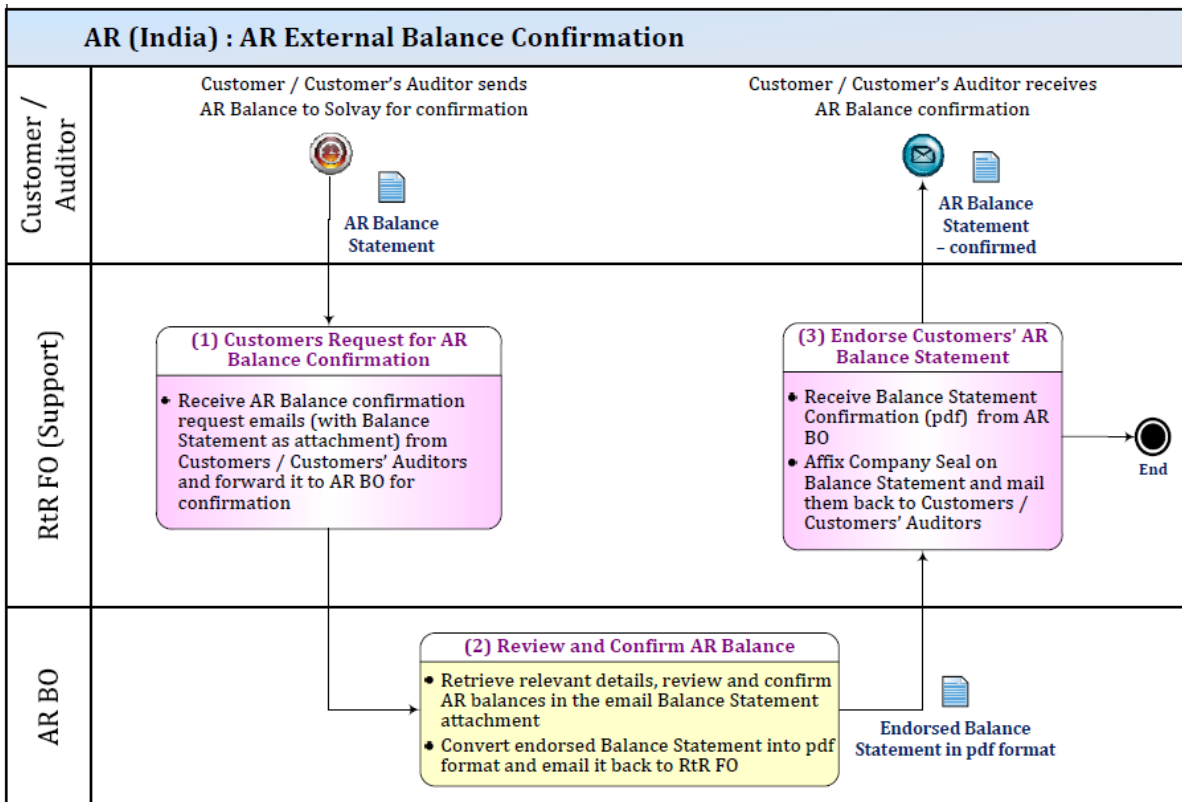 AR (India) : AR External Balance Confirmation
Customer /
Auditor
Customer / Customer's Auditor sends
AR Balance to Solvay for confirmation
AR Balance
Statement
Customer / Customer's Auditor receives
AR Balance confirmation
AR Balance
Statement
– confirmed
RtR FO (Support)
(1) Customers Request for AR
Balance Confirmation
Receive AR Balance confirmation
request emails (with Balance
Statement as attachment) from
Customers / Customers' Auditors
and forward it to AR BO for
confirmation
(3) Endorse Customers' AR
Balance Statement
Receive Balance Statement
Confirmation (pdf) from AR
BO
Affix Company Seal on
Balance Statement and mail
them back to Customers /
Customers' Auditors
End
AR BO
(2) Review and Confirm AR Balance
Retrieve relevant details, review and confirm
AR balances in the email Balance Statement
attachment
Convert endorsed Balance Statement into pdf
format and email it back to RtR FO
Endorsed Balance
Statement in pdf format